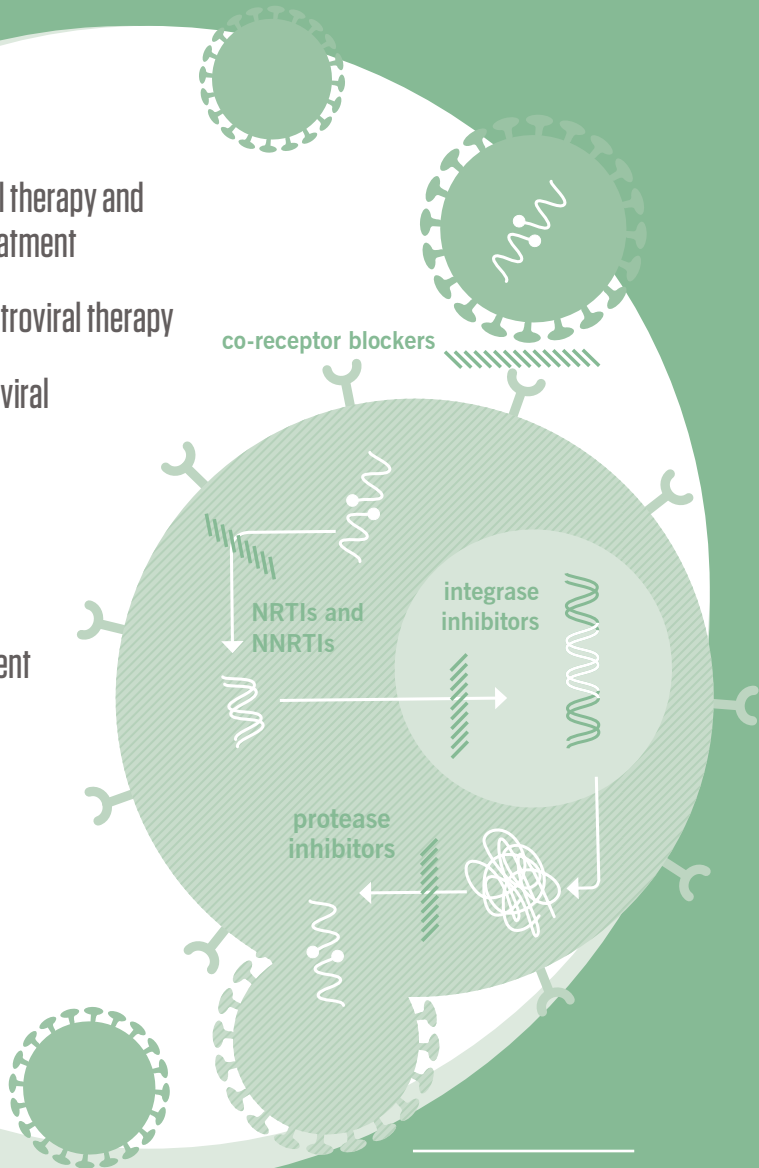 l therapy and
atment
troviral therapy
viral
ent
co-receptor blockers
NRTIs and
NNRTIs
integrase
inhibitors
protease
inhibitors